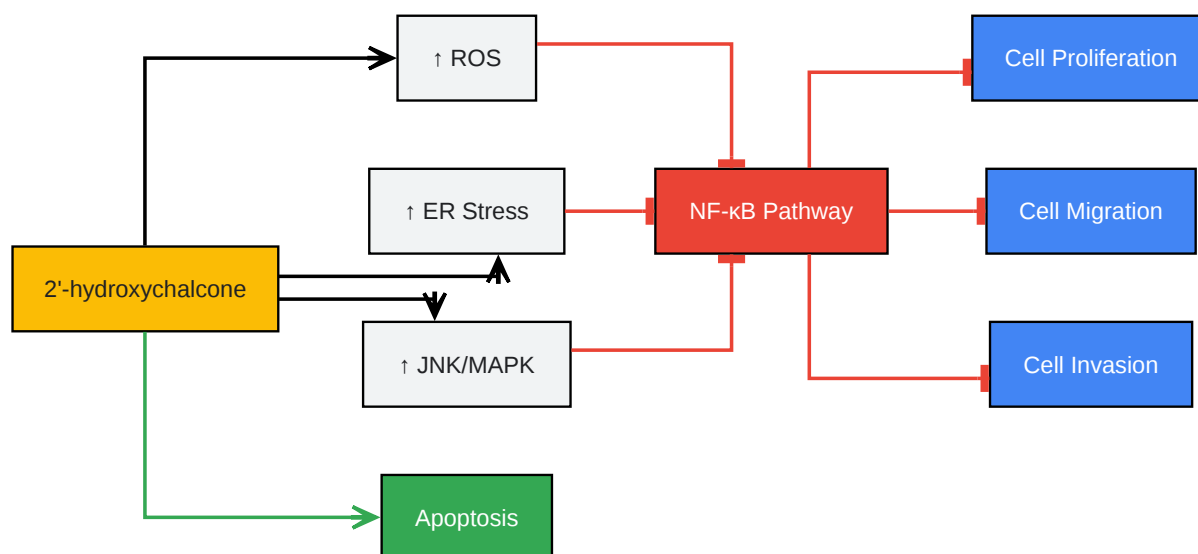 ↑ ROS
Cell Proliferation
↑ ER Stress
NF-κB Pathway
Cell Migration
2'-hydroxychalcone
↑ JNK/MAPK
Cell Invasion
Apoptosis